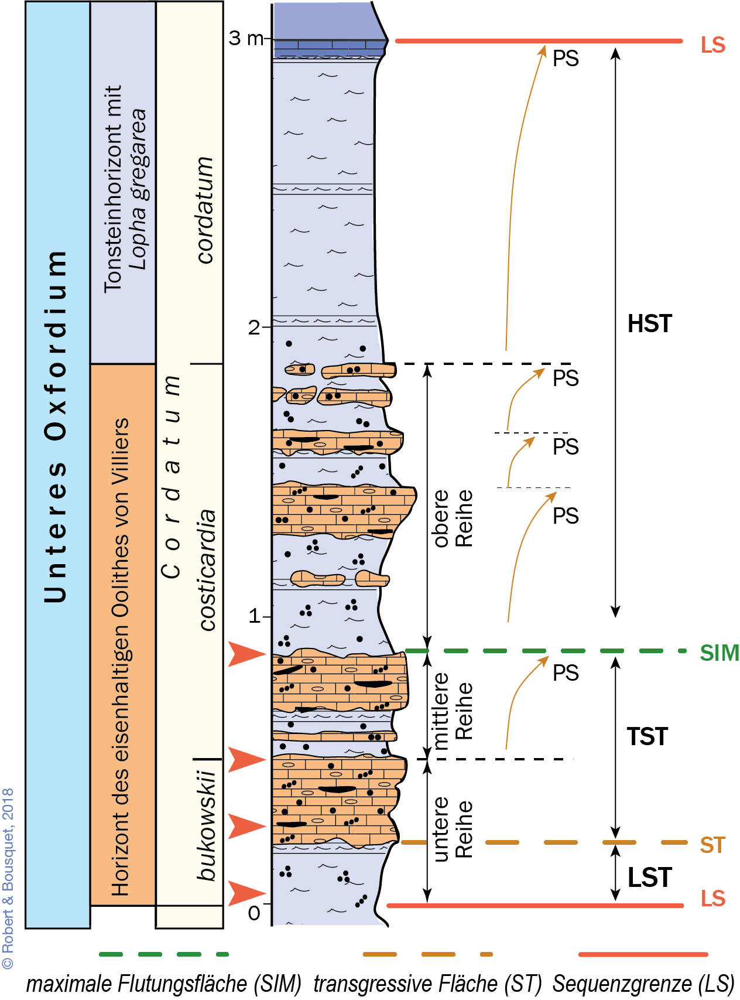 Unteres Oxfordium
Tonsteinhorizont mit
Lopha gregarea
Horizont des eisenhaltigen Oolithes von Villiers
Cordatum
cordatum
costicardia
bukowskii
3 m
2
1
0
obere
Reihe
mittlere
Reihe
untere
Reihe
PS
PS
PS
PS
PS
HST
TST
LST
LS
SIM
ST
LS
© Robert & Bousquet, 2018
maximale Flutungsfläche (SIM) transgressive Fläche (ST) Sequenzgrenze (LS)